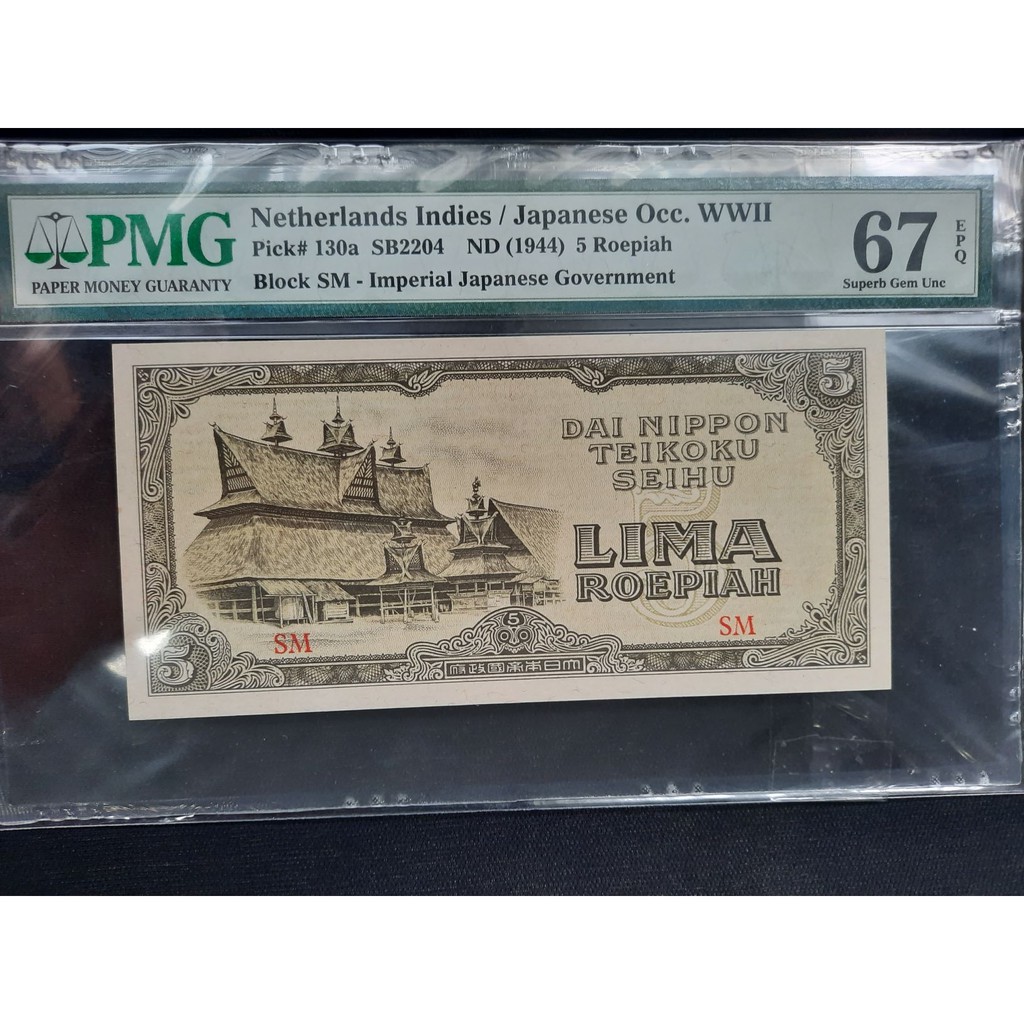 PMG
PAPER MONEY GUARANTY
Netherlands Indies / Japanese Occ. WWII
Pick# 130a SB2204 ND (1944) 5 Roepiah
Block SM - Imperial Japanese Government
67
EPQ
Superb Gem Unc
5
DAI NIPPON
TEIKOKU
SEIHU
5
LIMA
ROEPIAH
SM
SM
5
5
府政國帝本日大